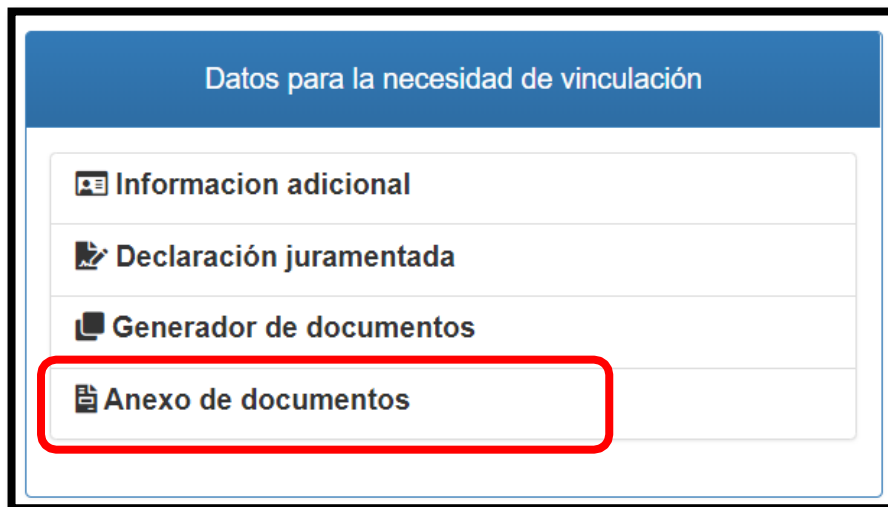 Datos para la necesidad de vinculación
Informacion adicional
Declaración juramentada
Generador de documentos
Anexo de documentos